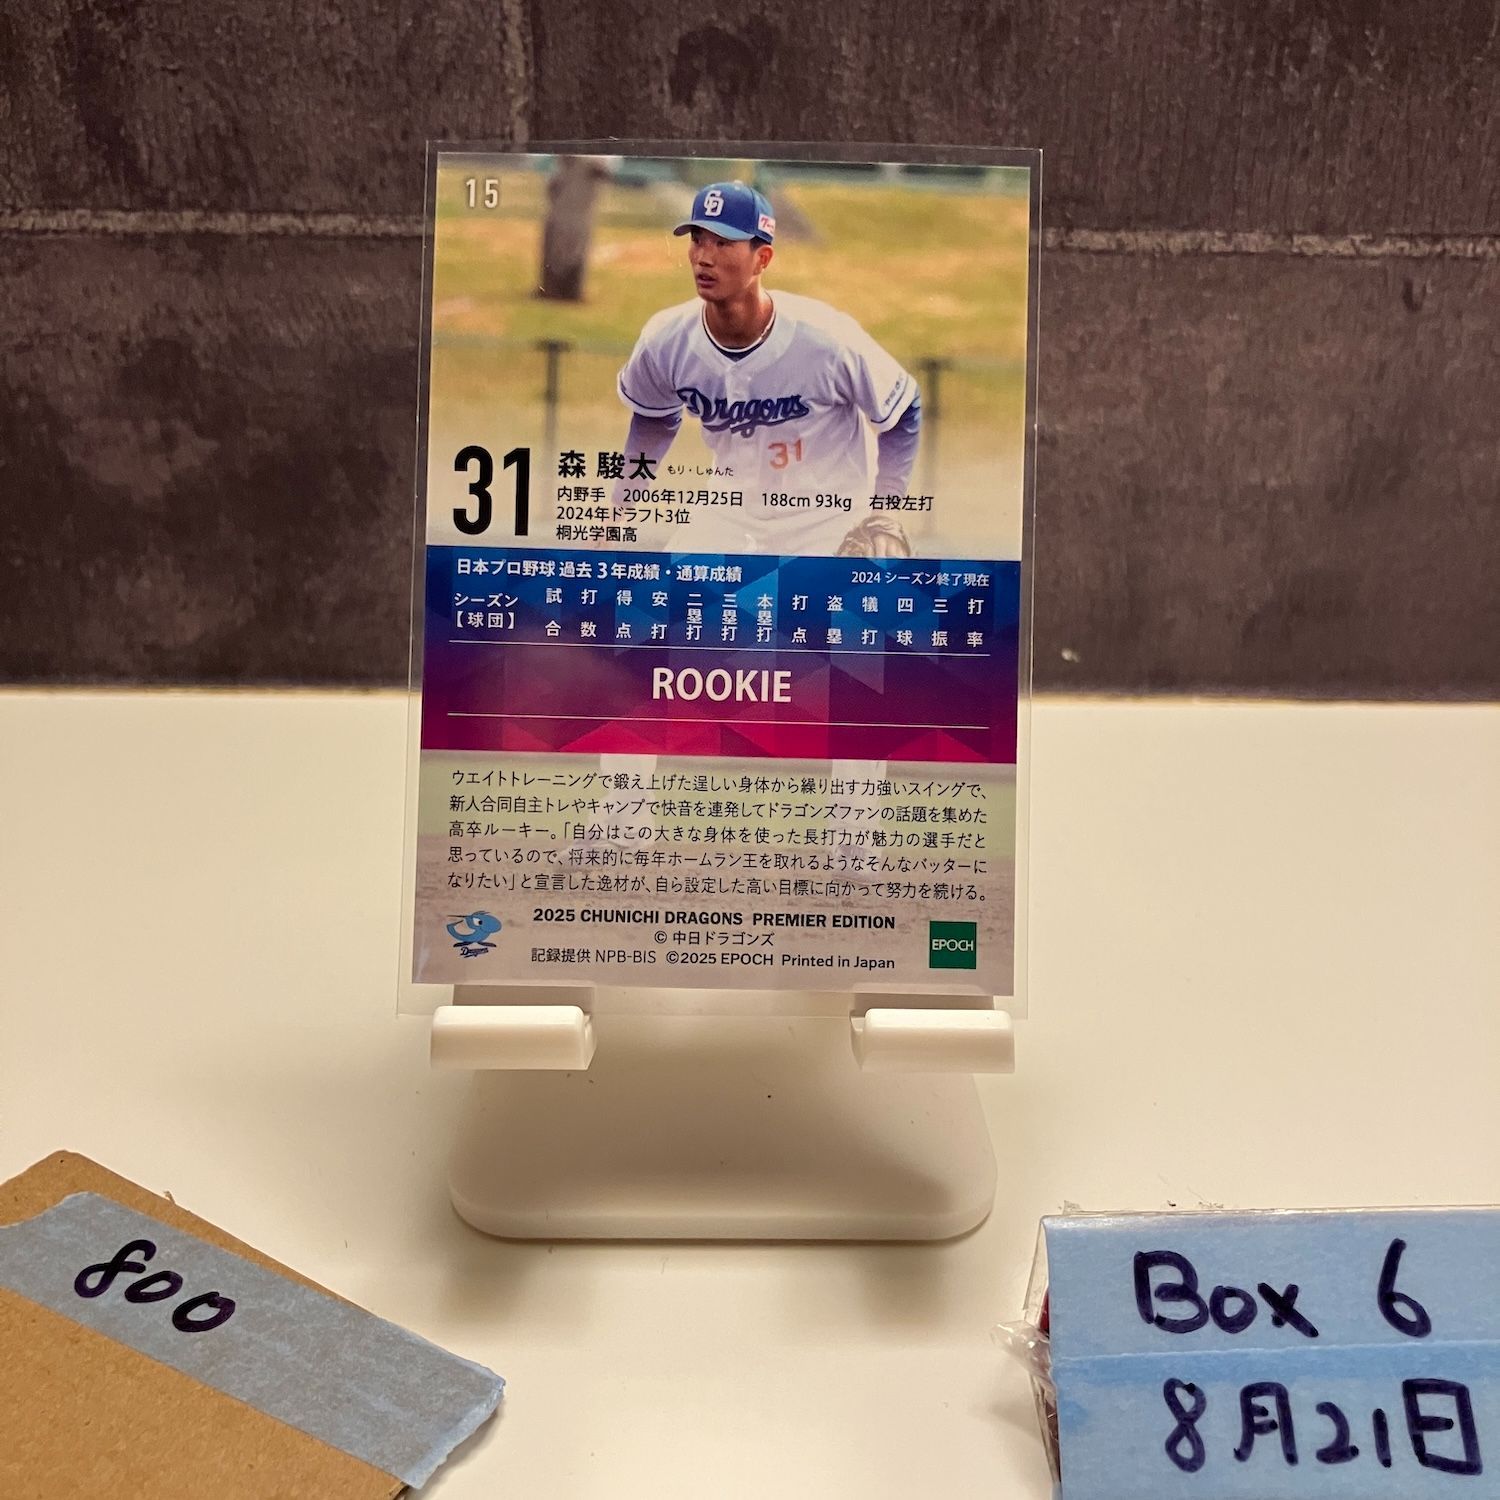 15
CD
Dragons
31
31
森 駿太 もり・しゅんた
内野手 2006年12月25日 188cm 93kg 右投左打
2024年ドラフト3位
桐光学園高
日本プロ野球 過去3年成績・通算成績 2024 シーズン終了現在
シーズン【球団】 試合 打数 得点 安打 二塁打 三塁打 本塁打 打点 盗塁 犠打 四球 三振 打率
ROOKIE
ウエイトトレーニングで鍛え上げた逞しい身体から繰り出す力強いスイングで、
新人合同自主トレやキャンプで快音を連発してドラゴンズファンの話題を集めた
高卒ルーキー。「自分はこの大きな身体を使った長打力が魅力の選手だと
思っているので、将来的に毎年ホームラン王を取れるようなそんなバッターに
なりたい」と宣言した逸材が、自ら設定した高い目標に向かって努力を続ける。
2025 CHUNICHI DRAGONS PREMIER EDITION
© 中日ドラゴンズ
記録提供 NPB-BIS ©2025 EPOCH Printed in Japan
Dragons
EPOCH
800
Box 6
8月21日